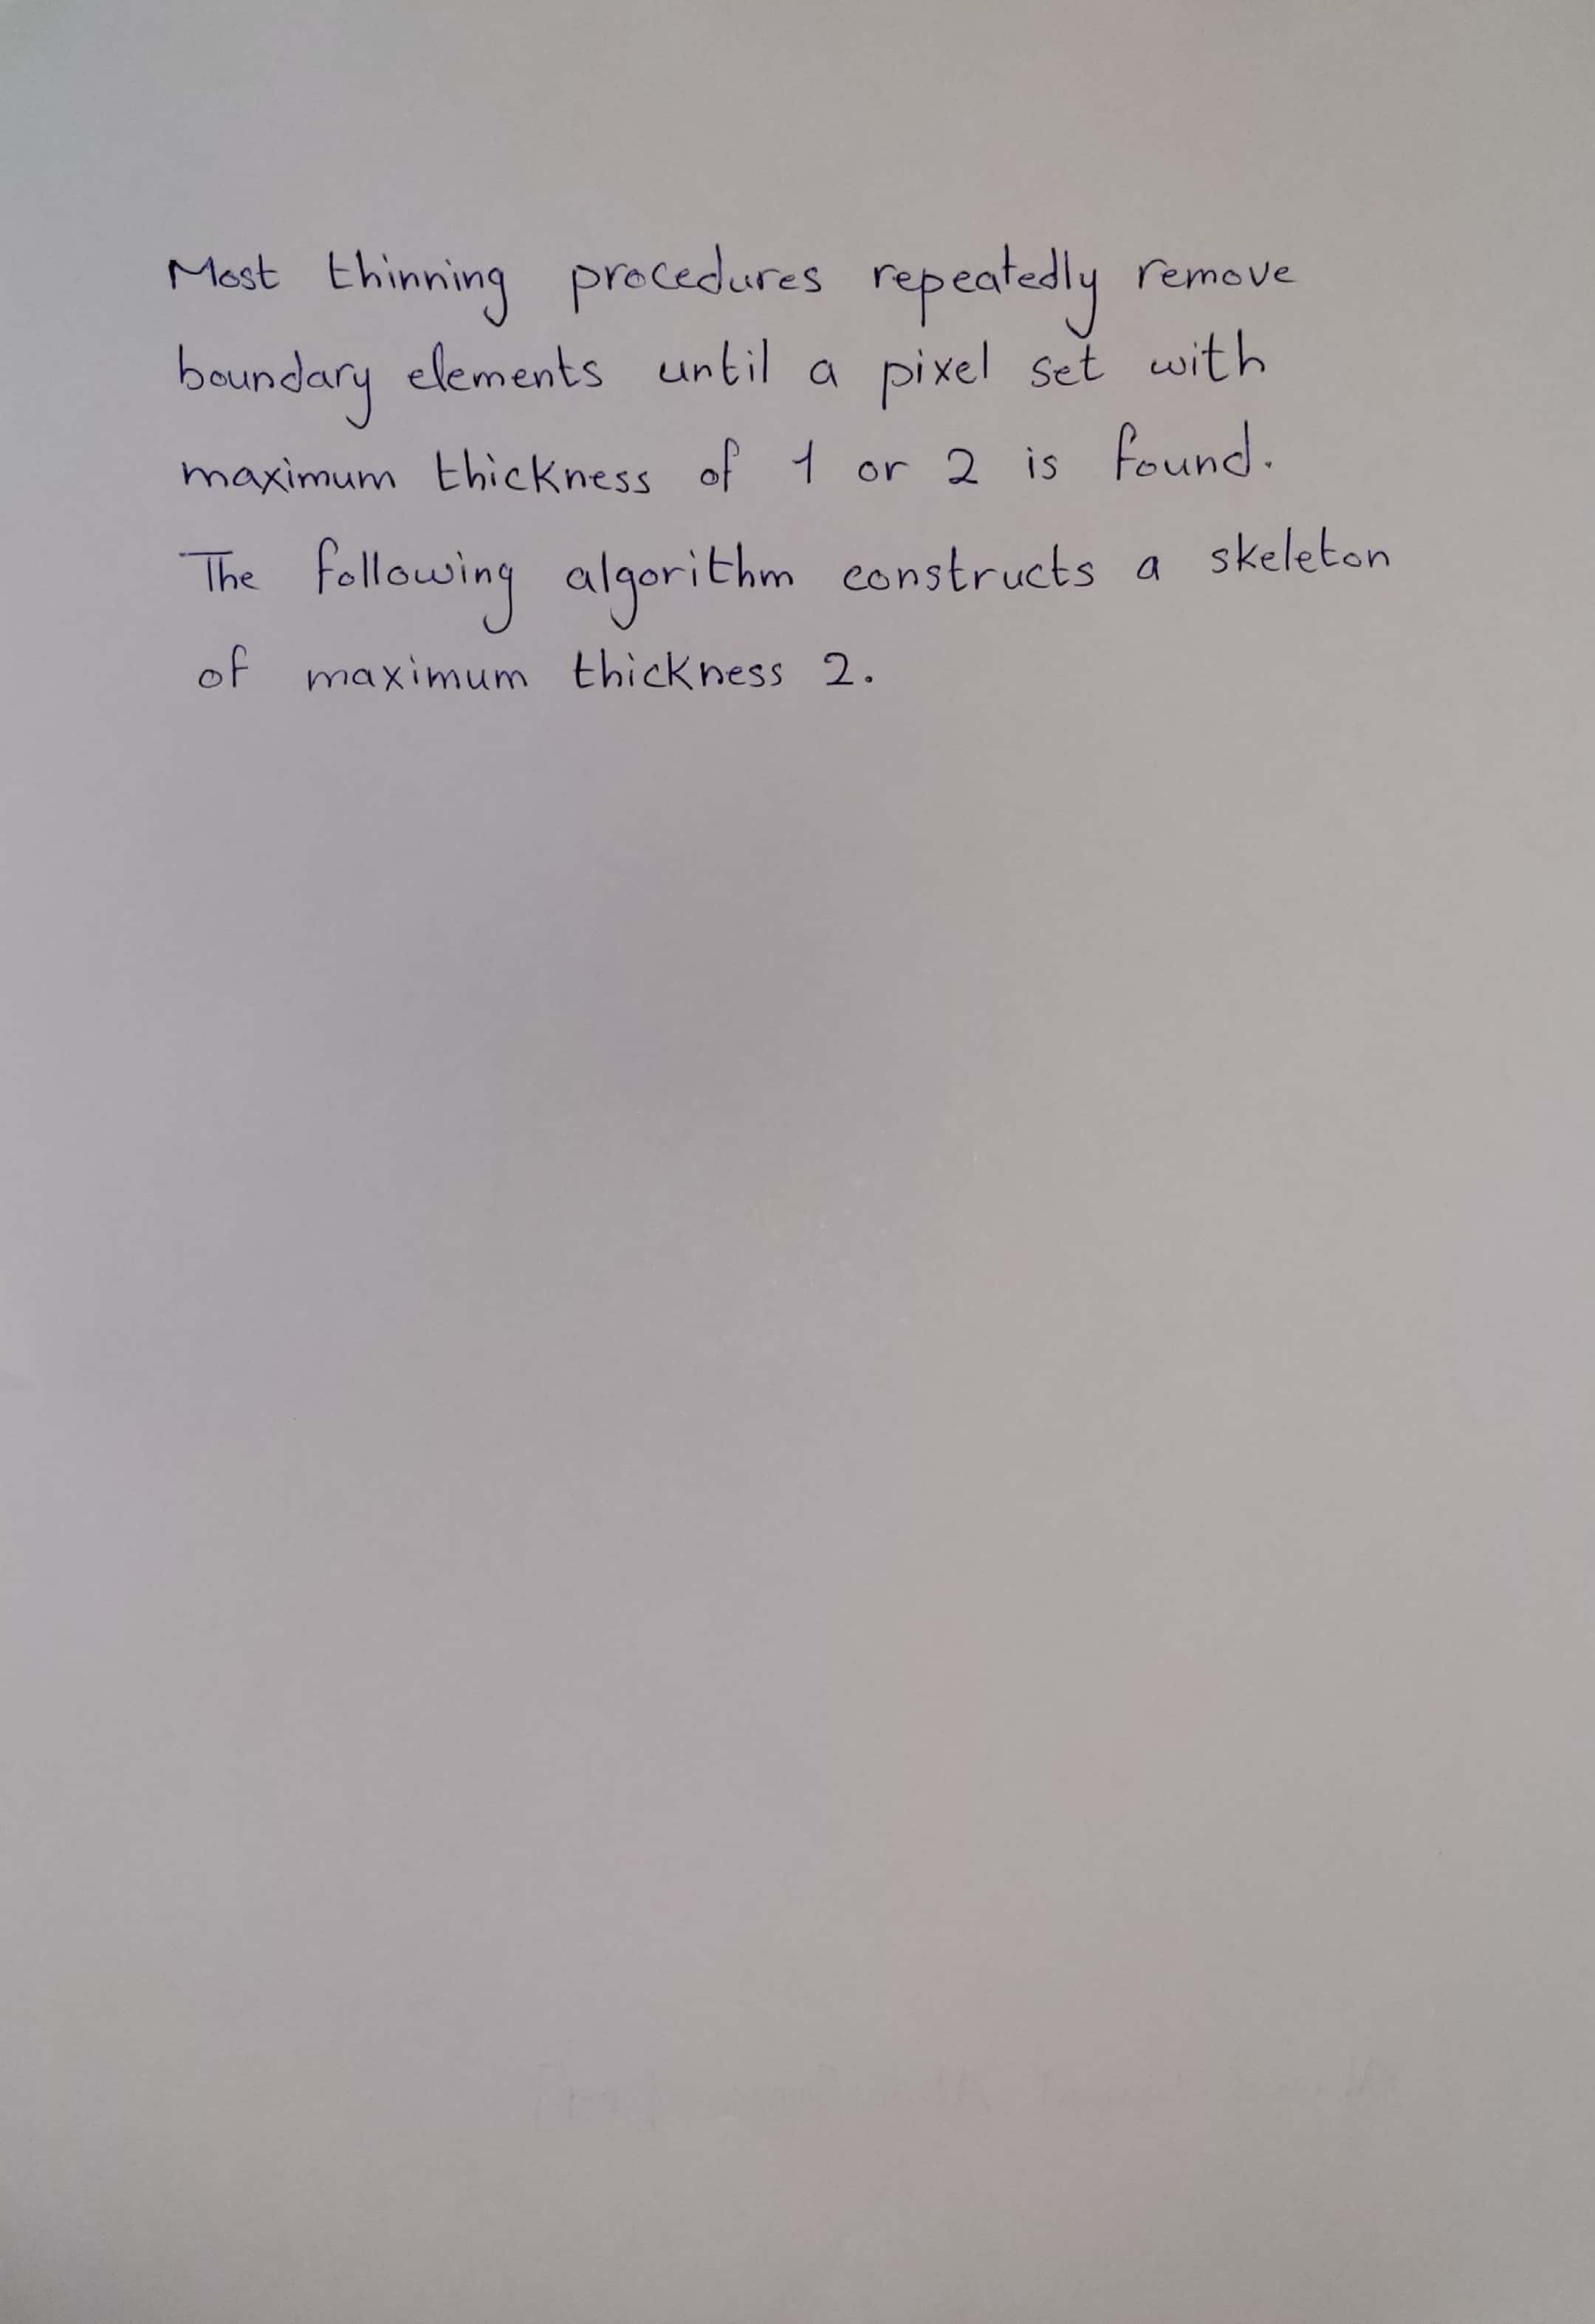 Most thinning procedures repeatedly remove
boundary elements until a pixel set with
maximum thickness of 1 or 2 is found.
The following algorithm constructs a skeleton
of maximum thickness 2.